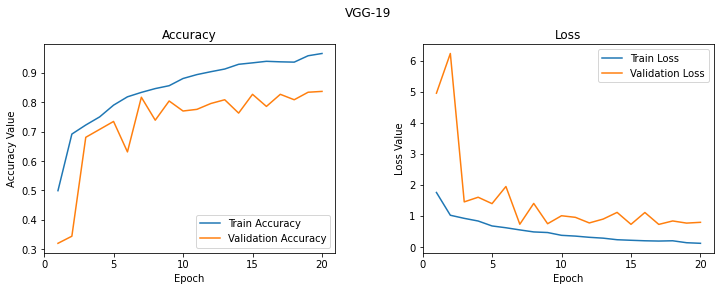 VGG-19
Accuracy
Accuracy Value
0.9
0.8
0.7
0.6
0.5
0.4
0.3
0
5
10
15
20
Epoch
Train Accuracy
Validation Accuracy
Loss
Loss Value
6
5
4
3
2
1
0
0
5
10
15
20
Epoch
Train Loss
Validation Loss